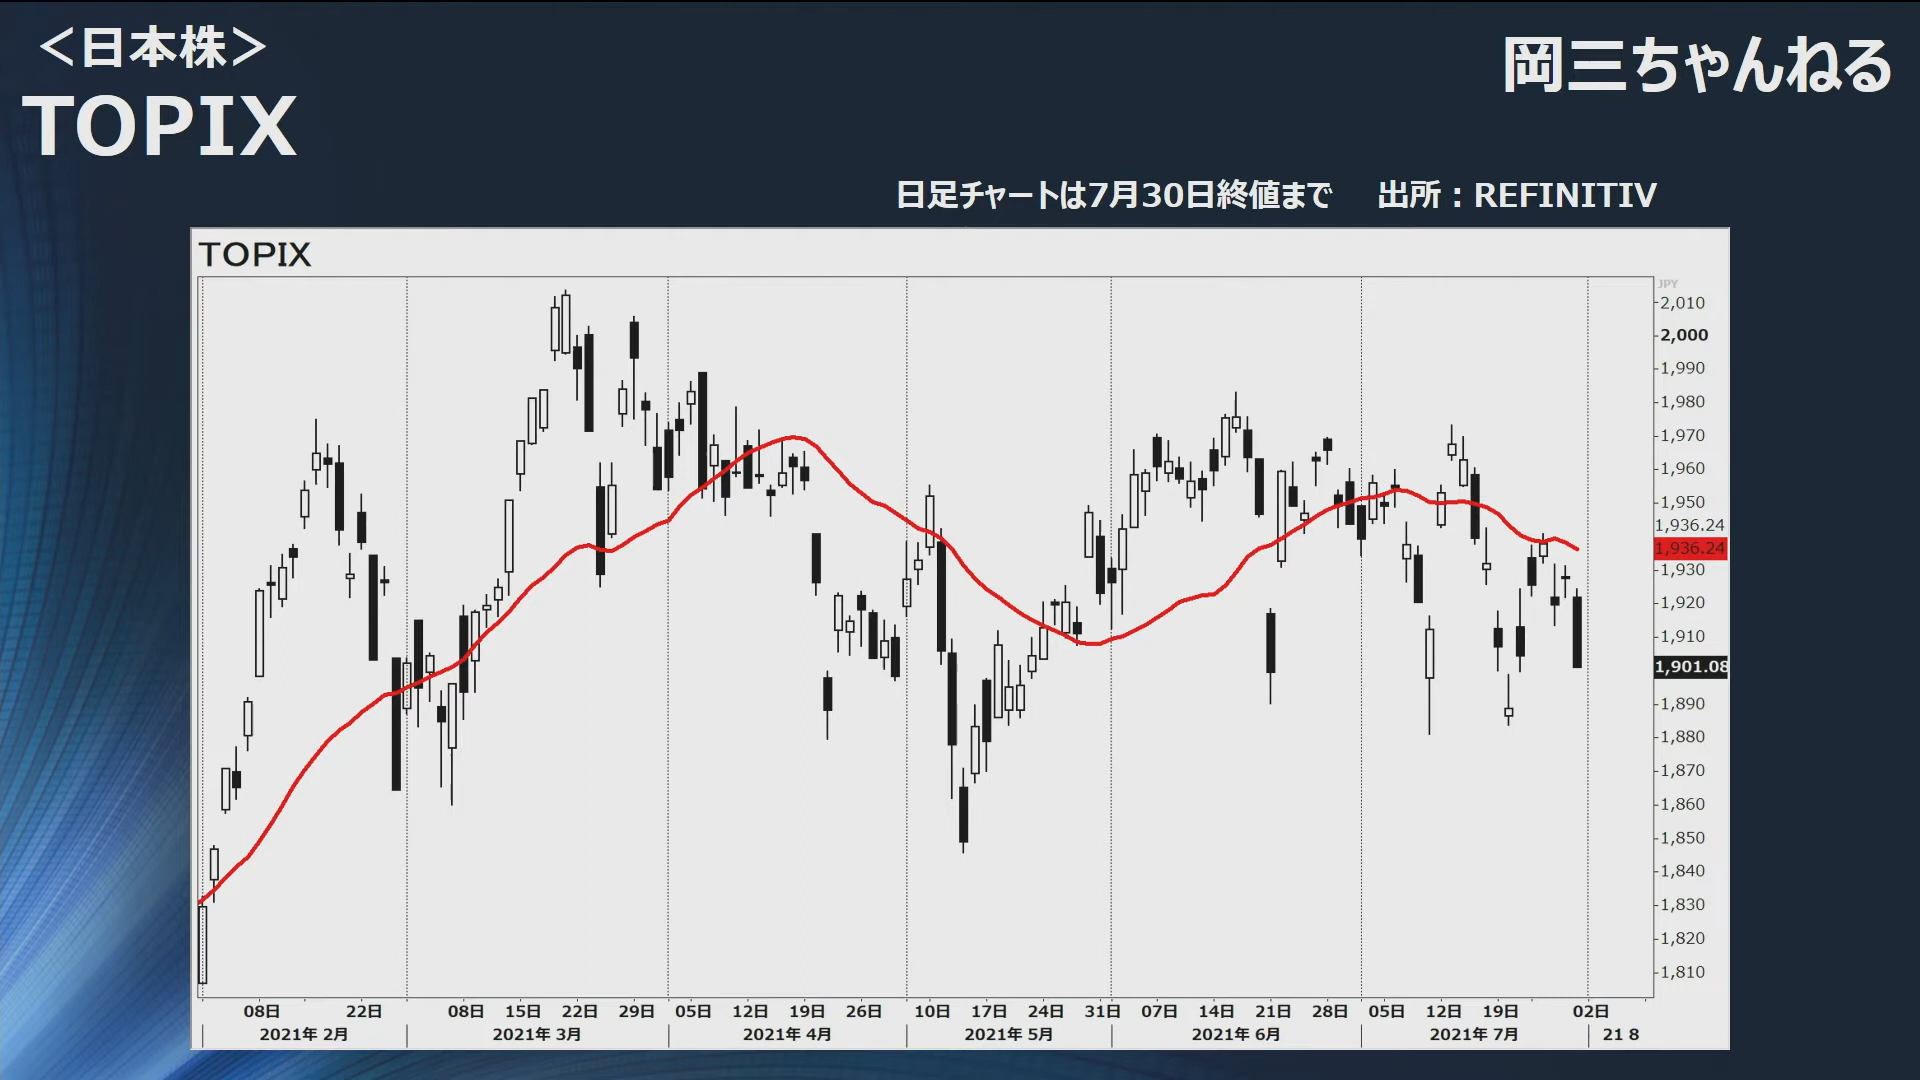 ＜日本株＞
TOPIX
岡三ちゃんねる
日足チャートは7月30日終値まで 出所：REFINITIV
TOPIX
JPY
2,010
2,000
1,990
1,980
1,970
1,960
1,950
1,936.24
1,936.24
1,930
1,920
1,910
1,901.08
1,890
1,880
1,870
1,860
1,850
1,840
1,830
1,820
1,810
08日 22日 08日 15日 22日 29日 05日 12日 19日 26日 10日 17日 24日 31日 07日 14日 21日 28日 05日 12日 19日 02日
2021年 2月 2021年 3月 2021年 4月 2021年 5月 2021年 6月 2021年 7月 21 8